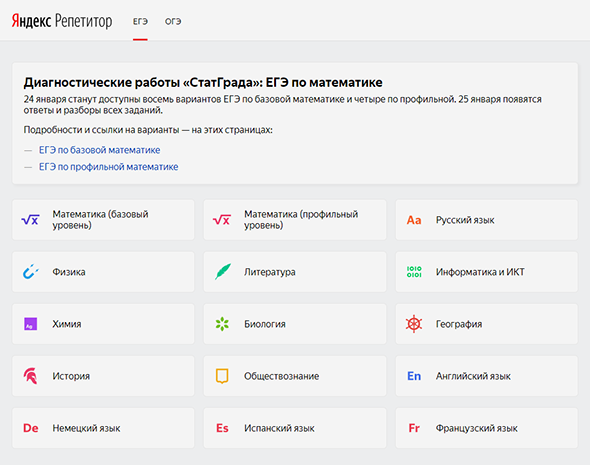 Яндекс Репетитор ЕГЭ ОГЭ
Диагностические работы «СтатГрада»: ЕГЭ по математике
24 января станут доступны восемь вариантов ЕГЭ по базовой математике и четыре по профильной. 25 января появятся
ответы и разборы всех заданий.
Подробности и ссылки на варианты — на этих страницах:
— ЕГЭ по базовой математике
— ЕГЭ по профильной математике
√x Математика (базовый
уровень)
√x Математика (профильный
уровень)
Aa Русский язык
Физика
Литература
1010
0101
Информатика и ИКТ
Ag Химия
Биология
География
История
Обществознание
En Английский язык
De Немецкий язык
Es Испанский язык
Fr Французский язык